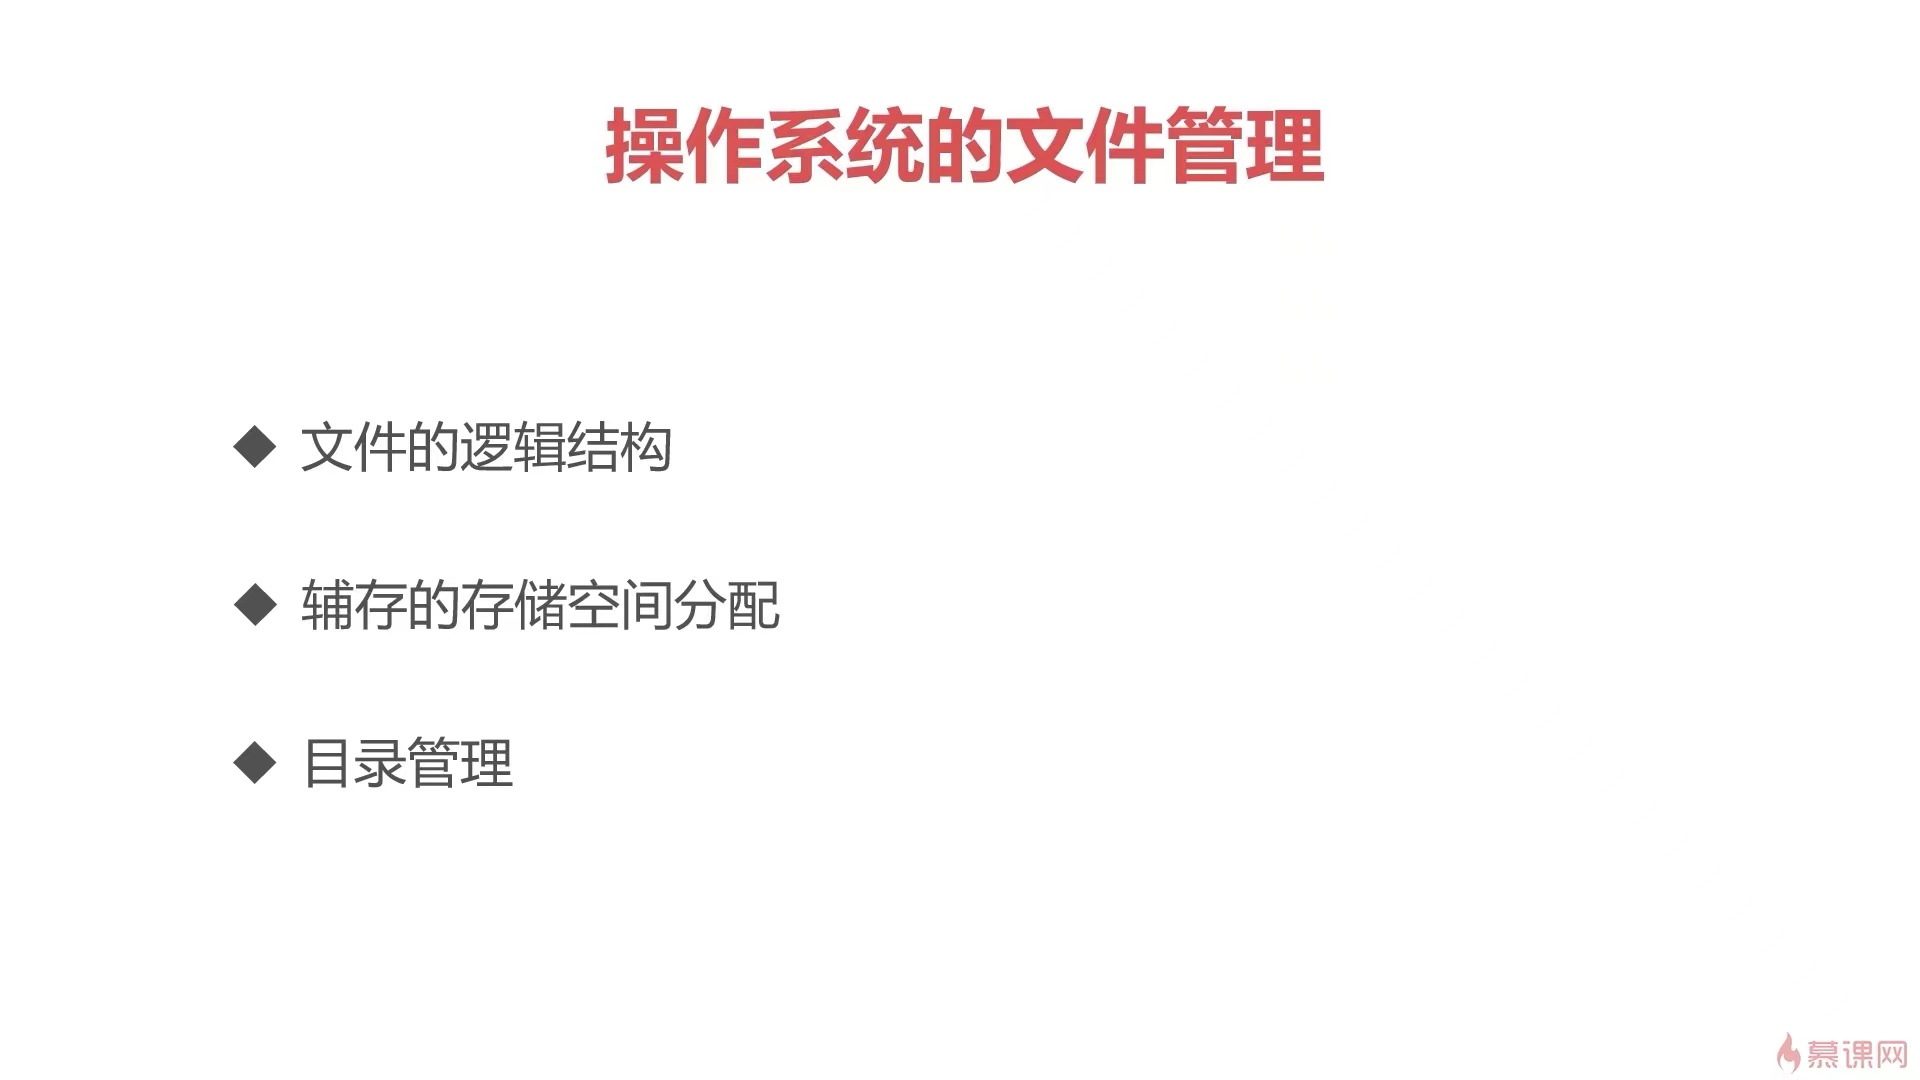 操作系统的文件管理
◆ 文件的逻辑结构
◆ 辅存的存储空间分配
◆ 目录管理
慕课网